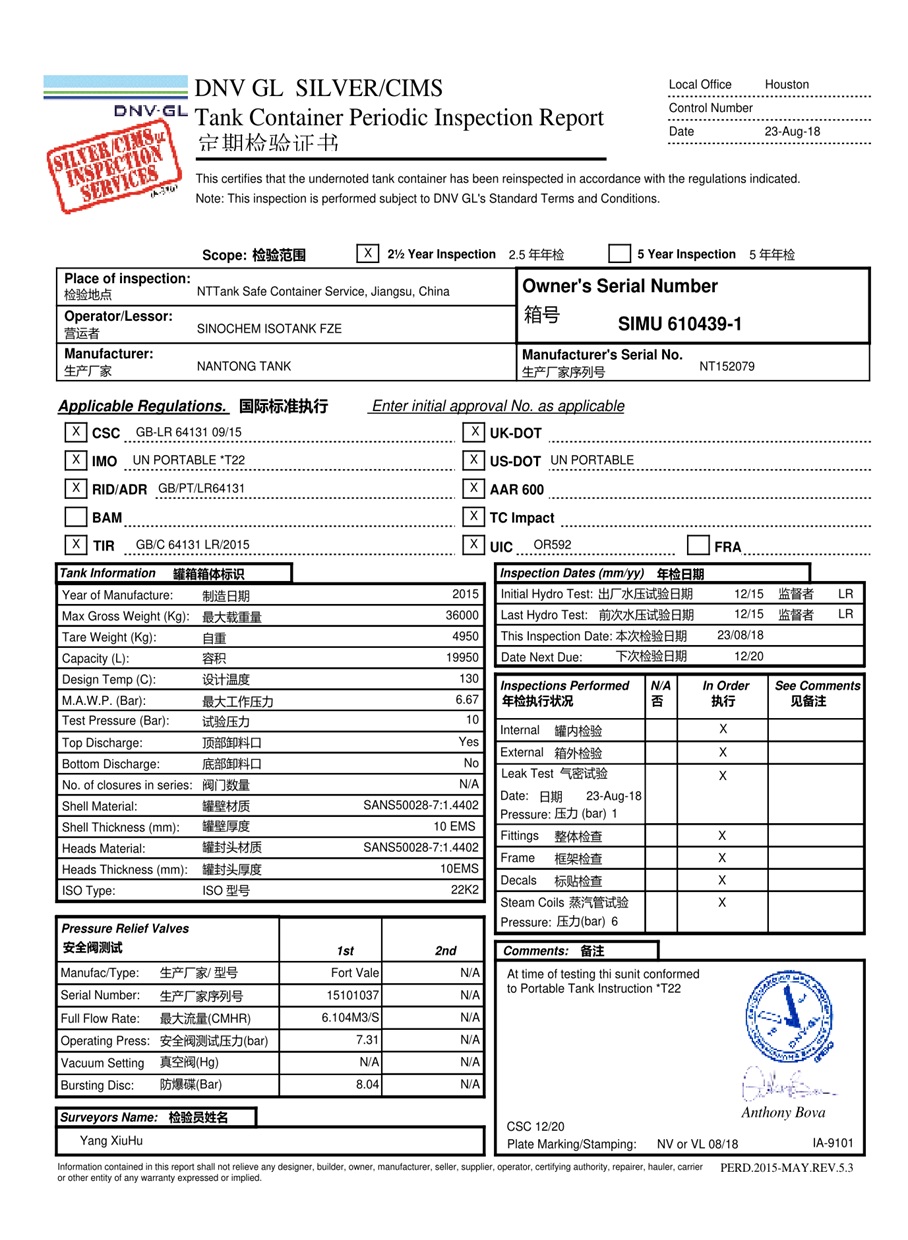 DNV·GL
DNV GL SILVER/CIMS
Tank Container Periodic Inspection Report
定期检验证书
Local Office Houston
Control Number
Date 23-Aug-18
SILVER/CIMS
INSPECTION
SERVICES
This certifies that the undernoted tank container has been reinspected in accordance with the regulations indicated.
Note: This inspection is performed subject to DNV GL's Standard Terms and Conditions.
Scope: 检验范围 X 2½ Year Inspection 2.5 年年检 5 Year Inspection 5 年年检
Place of inspection:
检验地点 NTTank Safe Container Service, Jiangsu, China
Operator/Lessor:
营运者 SINOCHEM ISOTANK FZE
Manufacturer:
生产厂家 NANTONG TANK
Owner's Serial Number
箱号 SIMU 610439-1
Manufacturer's Serial No.
生产厂家序列号 NT152079
Applicable Regulations. 国际标准执行 Enter initial approval No. as applicable
X CSC GB-LR 64131 09/15 X UK-DOT
X IMO UN PORTABLE *T22 X US-DOT UN PORTABLE
X RID/ADR GB/PT/LR64131 X AAR 600
BAM X TC Impact
X TIR GB/C 64131 LR/2015 X UIC OR592 FRA
Tank Information 罐箱箱体标识
Year of Manufacture: 制造日期 2015
Max Gross Weight (Kg): 最大载重量 36000
Tare Weight (Kg): 自重 4950
Capacity (L): 容积 19950
Design Temp (C): 设计温度 130
M.A.W.P. (Bar): 最大工作压力 6.67
Test Pressure (Bar): 试验压力 10
Top Discharge: 顶部卸料口 Yes
Bottom Discharge: 底部卸料口 No
No. of closures in series: 阀门数量 N/A
Shell Material: 罐壁材质 SANS50028-7:1.4402
Shell Thickness (mm): 罐壁厚度 10 EMS
Heads Material: 罐封头材质 SANS50028-7:1.4402
Heads Thickness (mm): 罐封头厚度 10EMS
ISO Type: ISO 型号 22K2
Inspection Dates (mm/yy) 年检日期
Initial Hydro Test: 出厂水压试验日期 12/15 监督者 LR
Last Hydro Test: 前次水压试验日期 12/15 监督者 LR
This Inspection Date: 本次检验日期 23/08/18
Date Next Due: 下次检验日期 12/20
Inspections Performed N/A In Order See Comments
年检执行状况 否 执行 见备注
Internal 罐内检验 X
External 箱外检验 X
Leak Test 气密试验 X
Date: 日期 23-Aug-18
Pressure: 压力 (bar) 1
Fittings 整体检查 X
Frame 框架检查 X
Decals 标贴检查 X
Steam Coils 蒸汽管试验 X
Pressure: 压力(bar) 6
Pressure Relief Valves
安全阀测试 1st 2nd
Manufac/Type: 生产厂家/ 型号 Fort Vale N/A
Serial Number: 生产厂家序列号 15101037 N/A
Full Flow Rate: 最大流量(CMHR) 6.104M3/S N/A
Operating Press: 安全阀测试压力(bar) 7.31 N/A
Vacuum Setting 真空阀(Hg) N/A N/A
Bursting Disc: 防爆碟(Bar) 8.04 N/A
Surveyors Name: 检验员姓名
Yang XiuHu
Comments: 备注
At time of testing thi sunit conformed
to Portable Tank Instruction *T22
DNV-GL
Anthony Bova
CSC 12/20
Plate Marking/Stamping: NV or VL 08/18 IA-9101
Information contained in this report shall not relieve any designer, builder, owner, manufacturer, seller, supplier, operator, certifying authority, repairer, hauler, carrier
or other entity of any warranty expressed or implied.
PERD.2015-MAY.REV.5.3